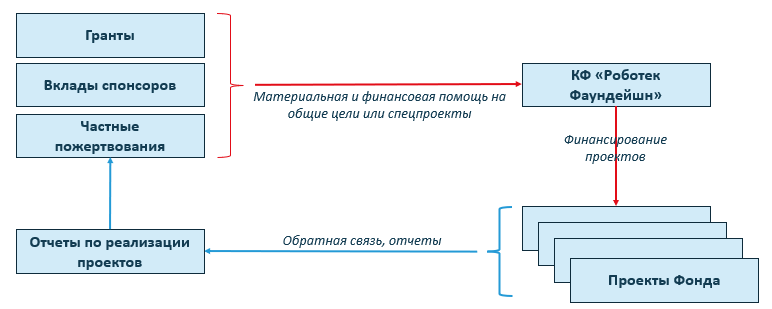 Гранты
Вклады спонсоров
Частные
пожертвования
Материальная и финансовая помощь на
общие цели или спецпроекты
КФ «Роботек
Фаундейшн»
Финансирование
проектов
Отчеты по реализации
проектов
Обратная связь, отчеты
Проекты Фонда